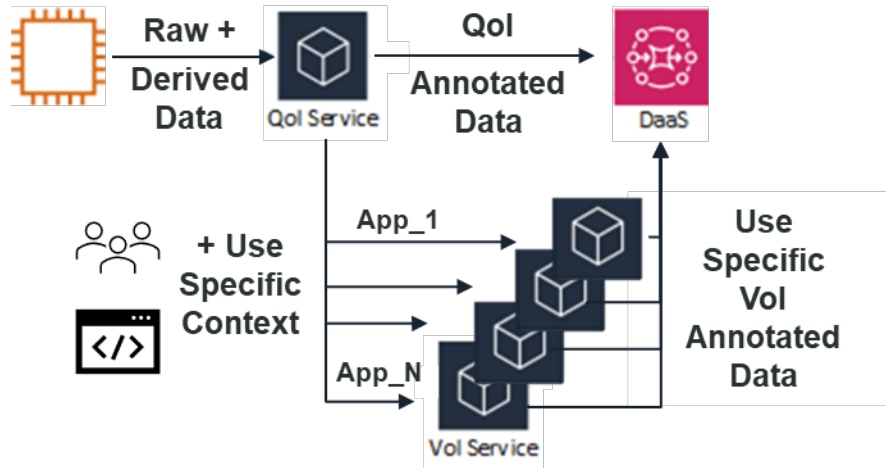 Raw +
Derived
Data
QoI Service
QoI
Annotated
Data
DaaS
+ Use
Specific
Context
</>
App_1
App_N
VoI Service
Use
Specific
VoI
Annotated
Data